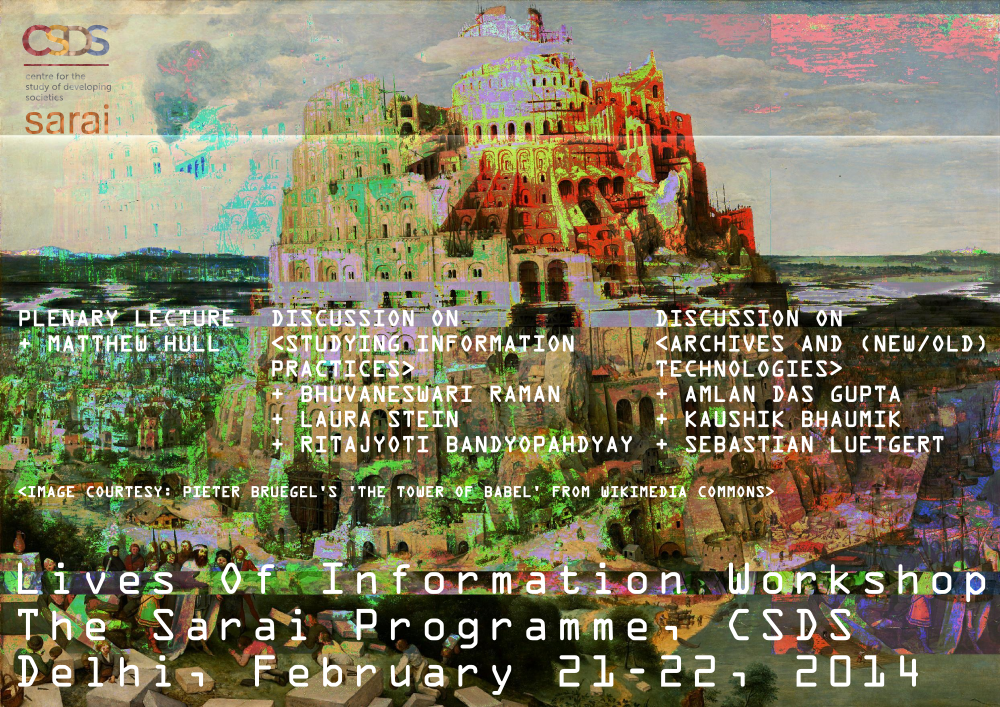 CSDS
centre for the
study of developing
societies
sarai
PLENARY LECTURE
+ MATTHEW HULL
DISCUSSION ON
<STUDYING INFORMATION
PRACTICES>
+ BHUVANESWARI RAMAN
+ LAURA STEIN
+ RITAJYOTI BANDYOPAHDYAY
DISCUSSION ON
<ARCHIVES AND (NEW/OLD)
TECHNOLOGIES>
+ AMLAN DAS GUPTA
+ KAUSHIK BHAUMIK
+ SEBASTIAN LUETGERT
<IMAGE COURTESY: PIETER BRUEGEL'S 'THE TOWER OF BABEL' FROM WIKIMEDIA COMMONS>
Lives Of Information Workshop
The Sarai Programme, CSDS
Delhi, February 21-22, 2014